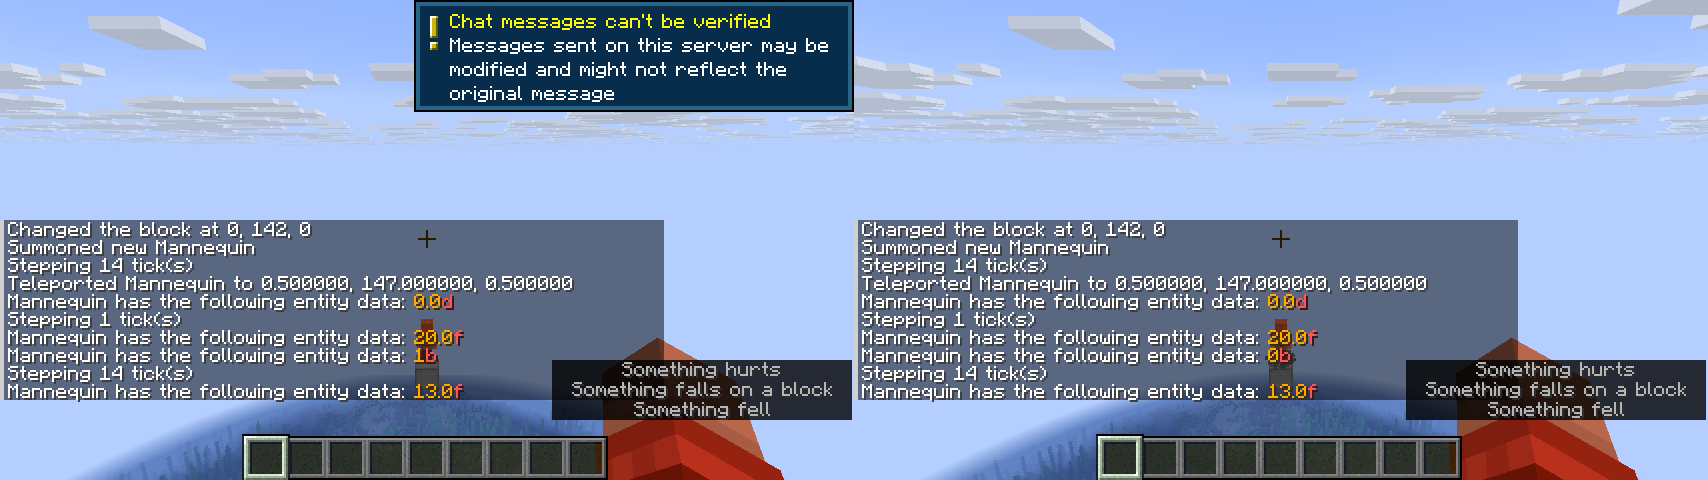 Chat messages can't be verified
Messages sent on this server may be
modified and might not reflect the
original message
Changed the block at 0, 142, 0
Summoned new Mannequin
Stepping 14 tick(s)
Teleported Mannequin to 0.500000, 147.000000, 0.500000
Mannequin has the following entity data: 0.0d
Stepping 1 tick(s)
Mannequin has the following entity data: 20.0f
Mannequin has the following entity data: 1b
Stepping 14 tick(s)
Mannequin has the following entity data: 13.0f
Something hurts
Something falls on a block
Something fell
Changed the block at 0, 142, 0
Summoned new Mannequin
Stepping 14 tick(s)
Teleported Mannequin to 0.500000, 147.000000, 0.500000
Mannequin has the following entity data: 0.0d
Stepping 1 tick(s)
Mannequin has the following entity data: 20.0f
Mannequin has the following entity data: 0b
Stepping 14 tick(s)
Mannequin has the following entity data: 13.0f
Something hurts
Something falls on a block
Something fell